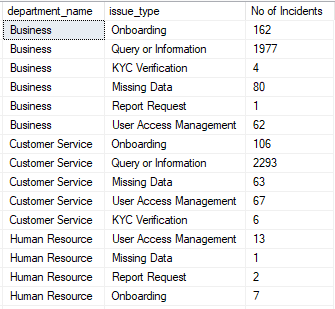 department_name issue_type No of Incidents
Business Onboarding 162
Business Query or Information 1977
Business KYC Verification 4
Business Missing Data 80
Business Report Request 1
Business User Access Management 62
Customer Service Onboarding 106
Customer Service Query or Information 2293
Customer Service Missing Data 63
Customer Service User Access Management 67
Customer Service KYC Verification 6
Human Resource User Access Management 13
Human Resource Missing Data 1
Human Resource Report Request 2
Human Resource Onboarding 7